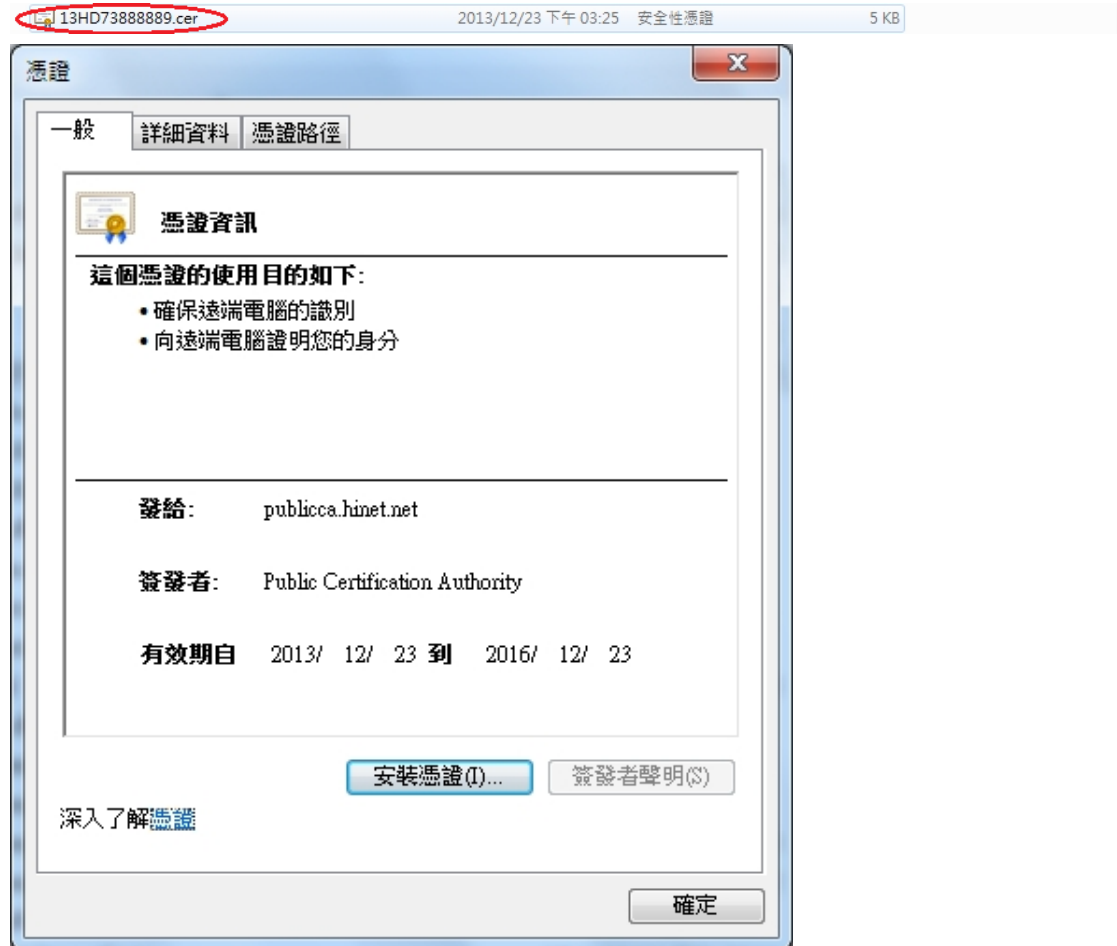 13HD73888889.cer 2013/12/23 下午 03:25 安全性憑證 5 KB
憑證
一般 詳細資料 憑證路徑
憑證資訊
這個憑證的使用目的如下:
• 確保遠端電腦的識別
• 向遠端電腦證明您的身分
發給: publicca.hinet.net
簽發者: Public Certification Authority
有效期自 2013/ 12/ 23 到 2016/ 12/ 23
安裝憑證(I)... 簽發者聲明(S)
深入了解憑證
確定